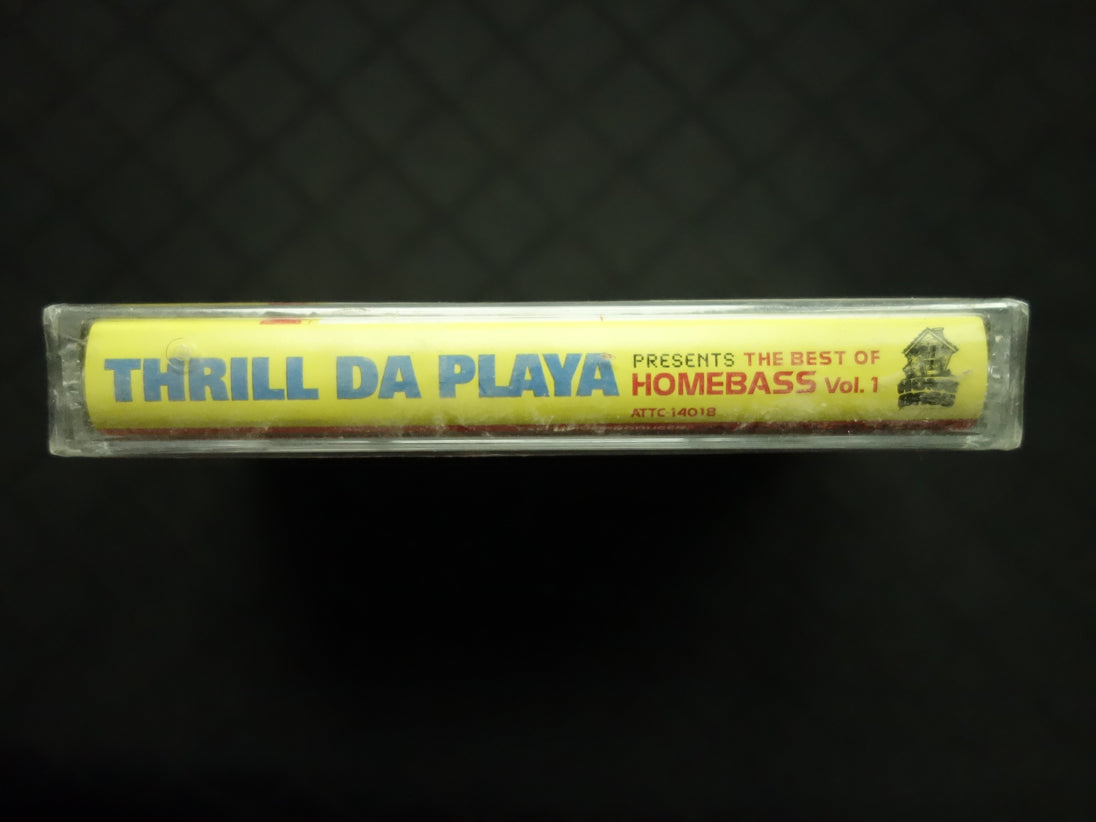 THRILL DA PLAYA
PRESENTS THE BEST OF
HOMEBASS Vol. 1
ATTC-14018